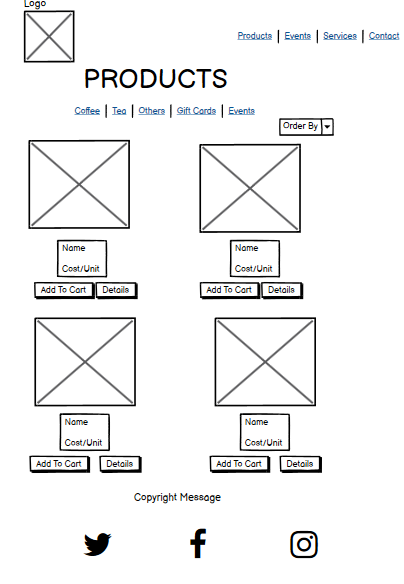 Logo
Products | Events | Services | Contact
PRODUCTS
Coffee | Tea | Others | Gift Cards | Events
Order By
Name
Cost/Unit
Add To Cart Details
Name
Cost/Unit
Add To Cart Details
Name
Cost/Unit
Add To Cart Details
Name
Cost/Unit
Add To Cart Details
Copyright Message